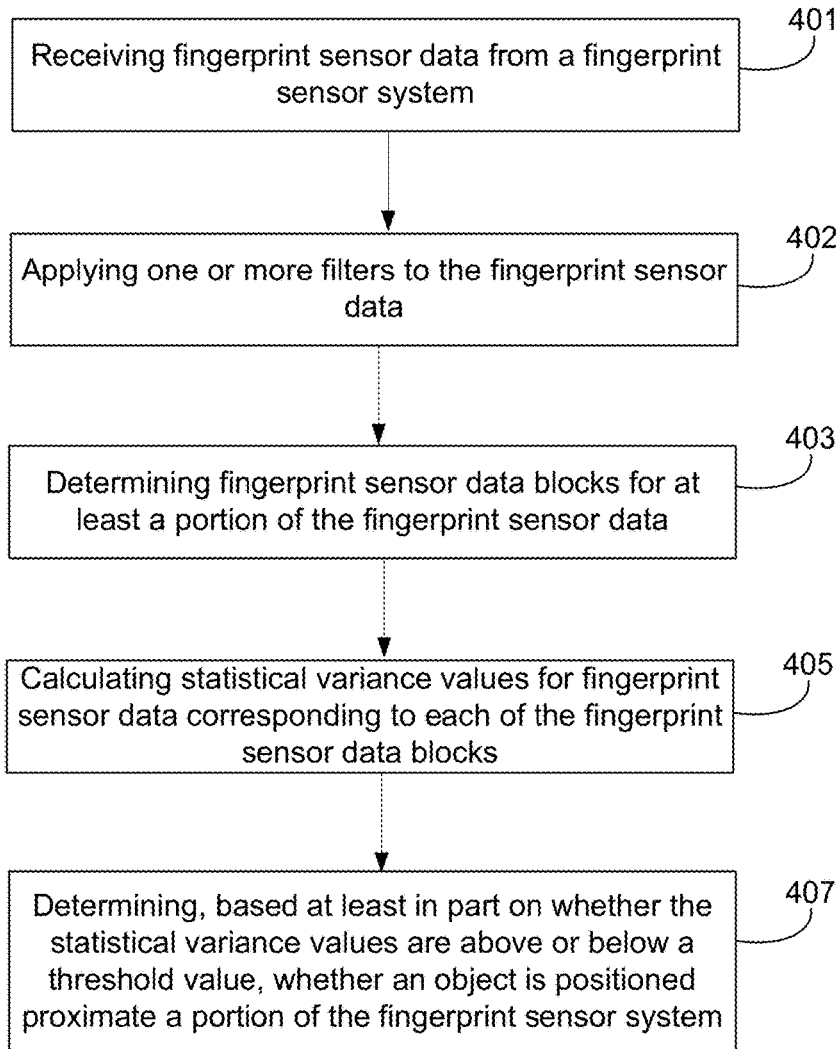 401
Receiving fingerprint sensor data from a fingerprint
sensor system
402
Applying one or more filters to the fingerprint sensor
data
403
Determining fingerprint sensor data blocks for at
least a portion of the fingerprint sensor data
405
Calculating statistical variance values for fingerprint
sensor data corresponding to each of the fingerprint
sensor data blocks
407
Determining, based at least in part on whether the
statistical variance values are above or below a
threshold value, whether an object is positioned
proximate a portion of the fingerprint sensor system